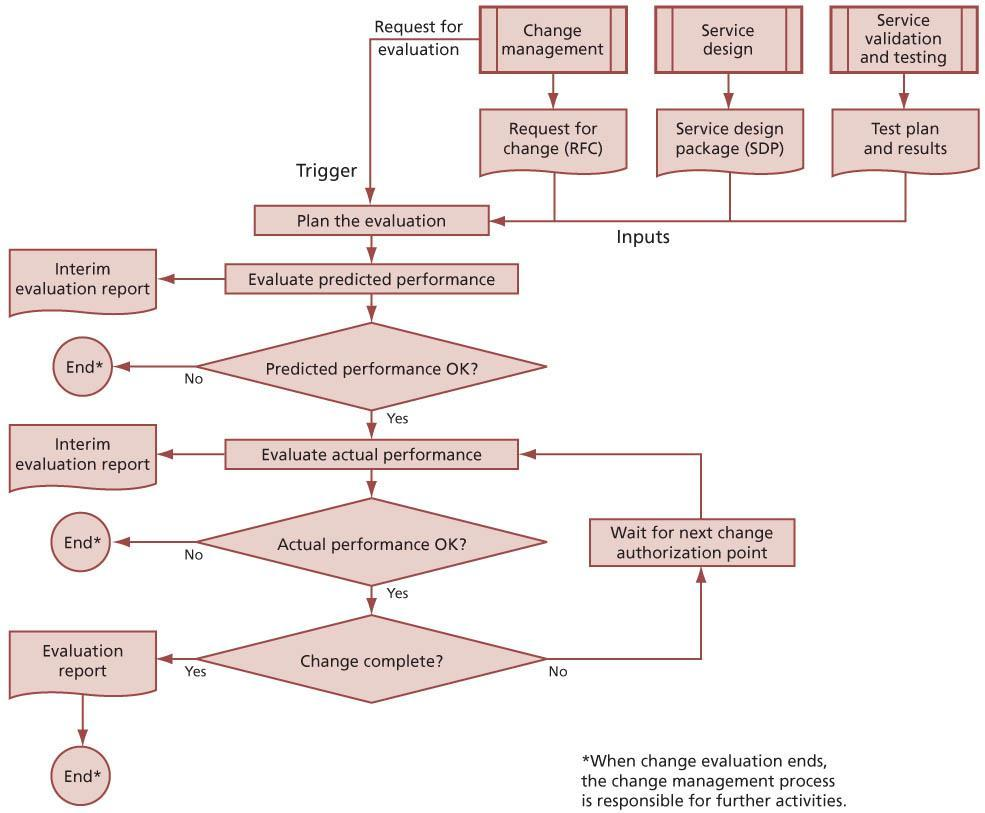 Request for
evaluation
Change
management
Service
design
Service
validation
and testing
Request for
change (RFC)
Service design
package (SDP)
Test plan
and results
Trigger
Plan the evaluation
Inputs
Interim
evaluation report
Evaluate predicted performance
End*
No
Predicted performance OK?
Yes
Interim
evaluation report
Evaluate actual performance
End*
No
Actual performance OK?
Wait for next change
authorization point
Yes
Evaluation
report
Yes
Change complete?
No
End*
*When change evaluation ends,
the change management process
is responsible for further activities.